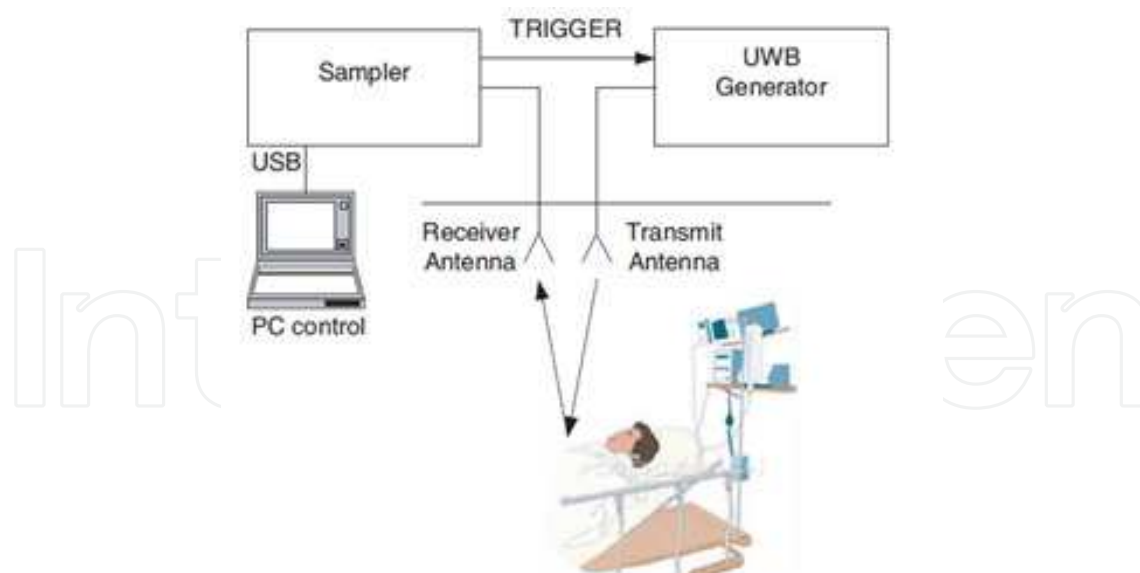 TRIGGER
Sampler
UWB
Generator
USB
Receiver
Antenna
Transmit
Antenna
PC control